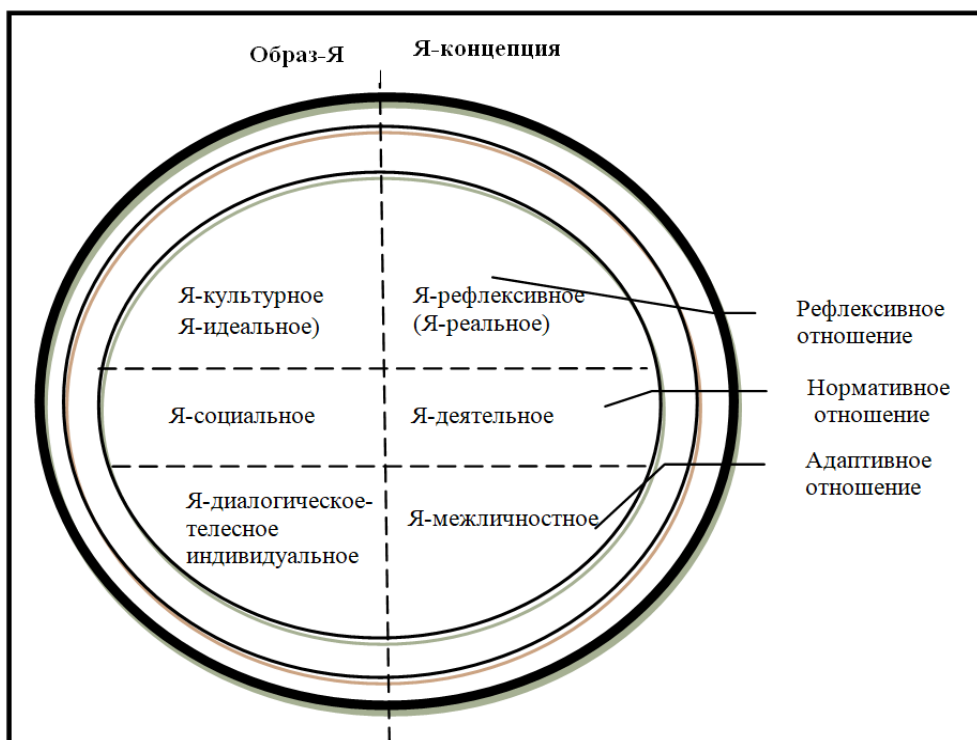 Образ-Я
Я-концепция
Я-культурное
Я-идеальное)
Я-рефлексивное
(Я-реальное)
Рефлексивное
отношение
Я-социальное
Я-деятельное
Нормативное
отношение
Я-диалогическое-
телесное
индивидуальное
Я-межличностное
Адаптивное
отношение